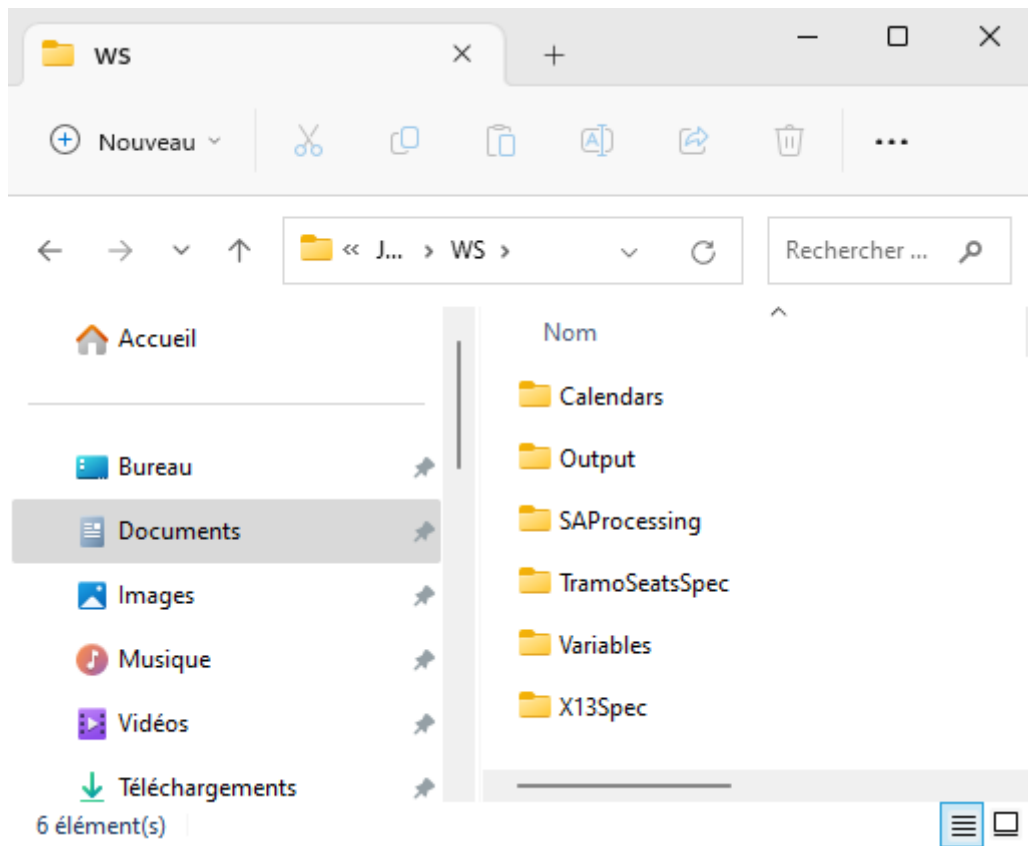 WS
Nouveau
« J... > WS >
Rechercher ...
Accueil
Bureau
Documents
Images
Musique
Vidéos
Téléchargements
Nom
Calendars
Output
SAProcessing
TramoSeatsSpec
Variables
X13Spec
6 élément(s)